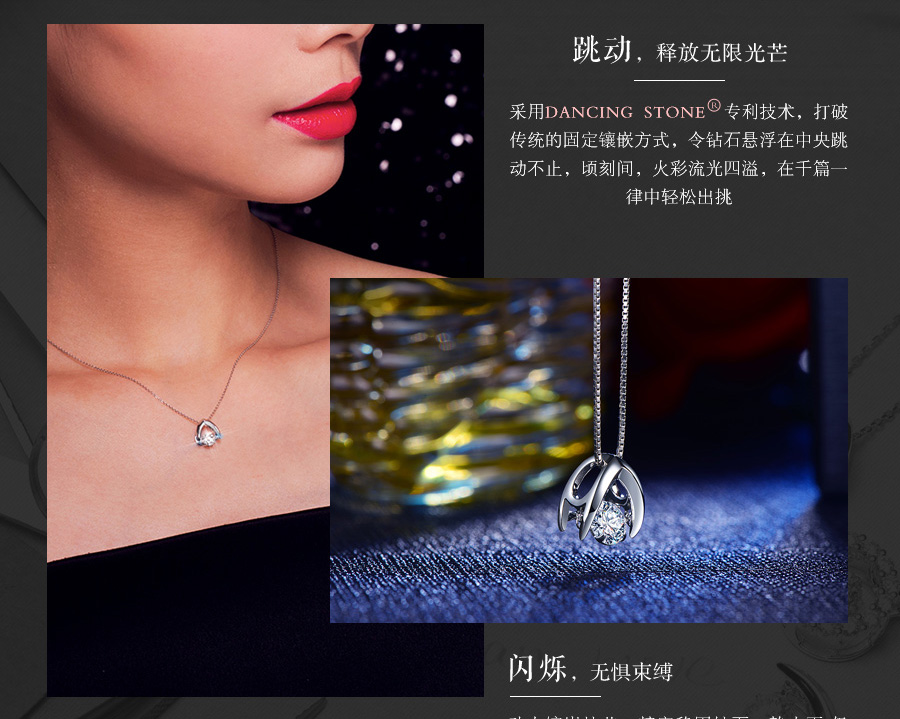 跳动，释放无限光芒
采用DANCING STONE®专利技术，打破
传统的固定镶嵌方式，令钻石悬浮在中央跳
动不止，顷刻间，火彩流光四溢，在千篇一
律中轻松出挑
闪烁，无惧束缚